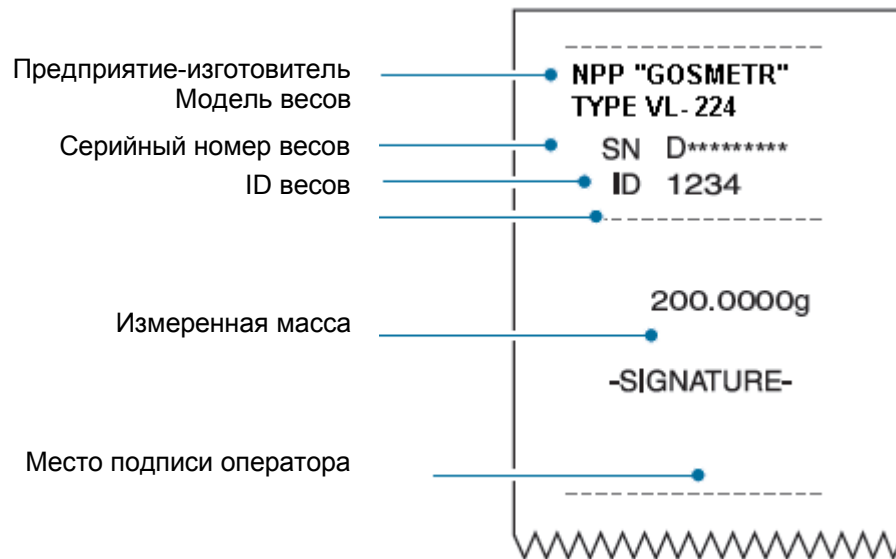 Предприятие-изготовитель
Модель весов
Серийный номер весов
ID весов
Измеренная масса
Место подписи оператора
NPP "GOSMETR"
TYPE VL-224
SN D*********
ID 1234
200.0000g
-SIGNATURE-